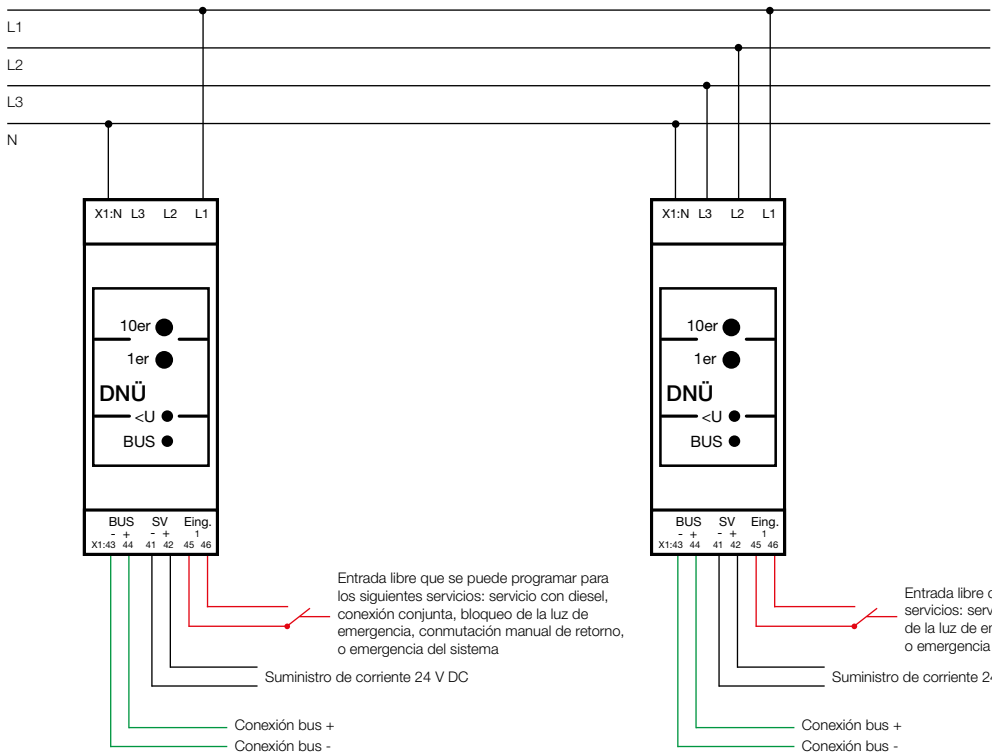 L1
L2
L3
N
X1:N L3 L2 L1
10er
1er
DNÜ
<U
BUS
BUS SV Eing.
- + - + 1
X1:43 44 41 42 45 46
Entrada libre que se puede programar para
los siguientes servicios: servicio con diesel,
conexión conjunta, bloqueo de la luz de
emergencia, conmutación manual de retorno,
o emergencia del sistema
Suministro de corriente 24 V DC
Conexión bus +
Conexión bus -
X1:N L3 L2 L1
10er
1er
DNÜ
<U
BUS
BUS SV Eing.
- + - + 1
X1:43 44 41 42 45 46
Entrada libre
servicios:
de la luz de
o emergencia
Suministro de corriente
Conexión bus +
Conexión bus -